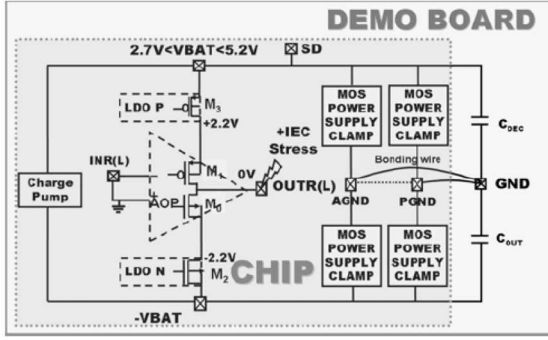 DEMO BOARD
2.7V<VBAT<5.2V
SD
LDO P
M3
+2.2V
MOS
POWER
SUPPLY
CLAMP
MOS
POWER
SUPPLY
CLAMP
CDEC
+IEC
Stress
INR(L)
M1
0V
OUTR(L)
Bonding wire
GND
Charge
Pump
AOP
M0
AGND
PGND
-2.2V
LDO N
M2
CHIP
MOS
POWER
SUPPLY
CLAMP
MOS
POWER
SUPPLY
CLAMP
COUT
-VBAT